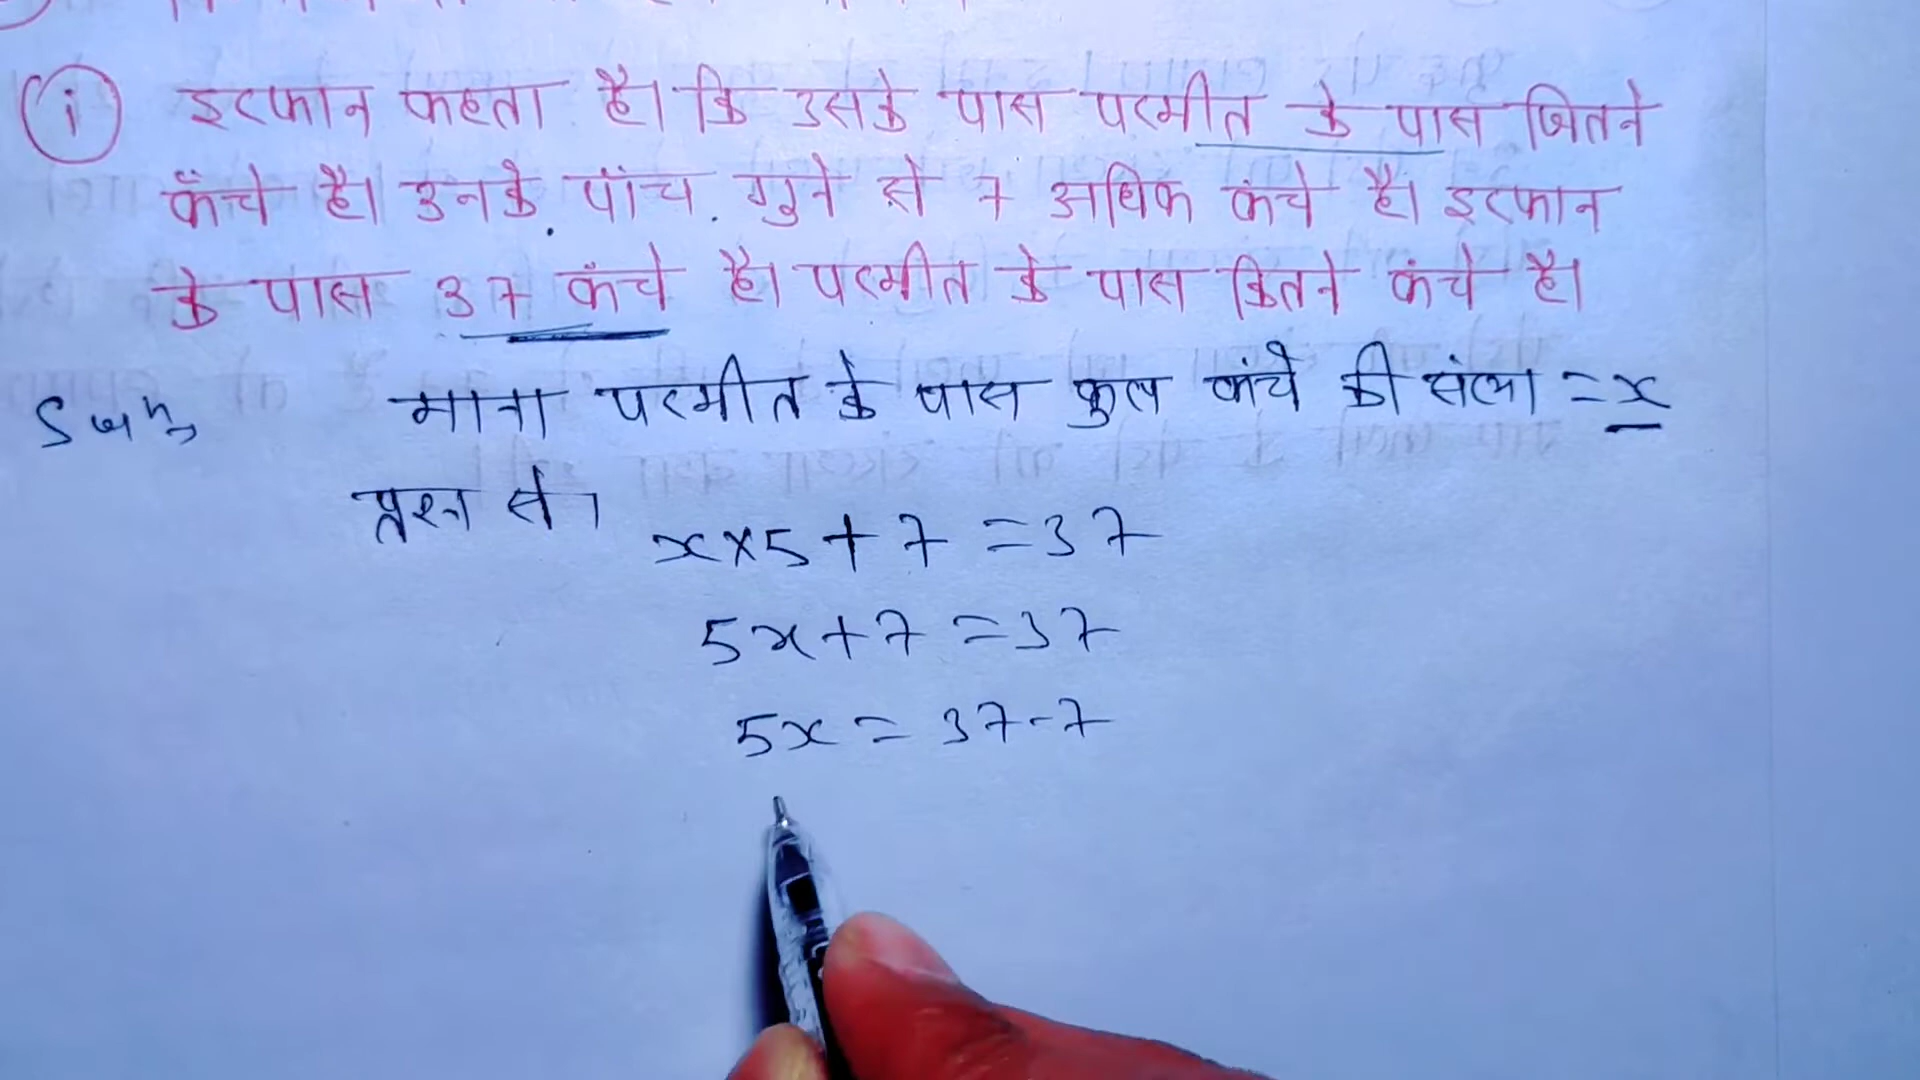 (i) इरफान कहता है। कि उसके पास परमीत के पास जितने
कंचे है। उनके पांच गुने से 7 अधिक कंचे है। इरफान
के पास 37 कंचे है। परमीत के पास कितने कंचे है।
Soln माना परमीत के पास कुल कंचे की संख्या = x
प्रश्न से।
x×5+7 =37
5x+7 =37
5x = 37-7